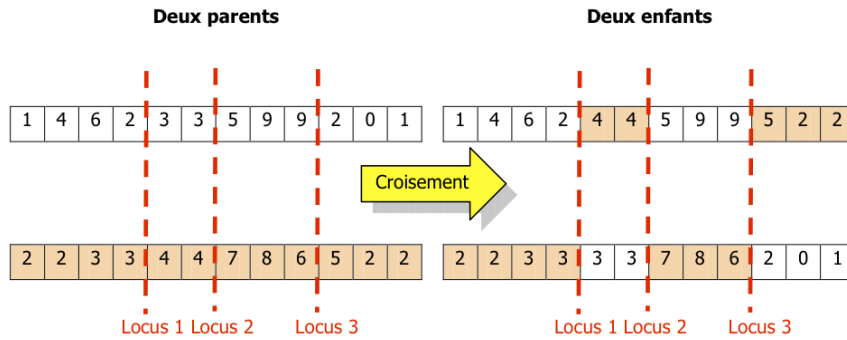 Deux parents
Deux enfants
1 4 6 2 3 3 5 9 9 2 0 1
1 4 6 2 4 4 5 9 9 5 2 2
Croisement
2 2 3 3 4 4 7 8 6 5 2 2
2 2 3 3 3 3 7 8 6 2 0 1
Locus 1 Locus 2 Locus 3
Locus 1 Locus 2 Locus 3